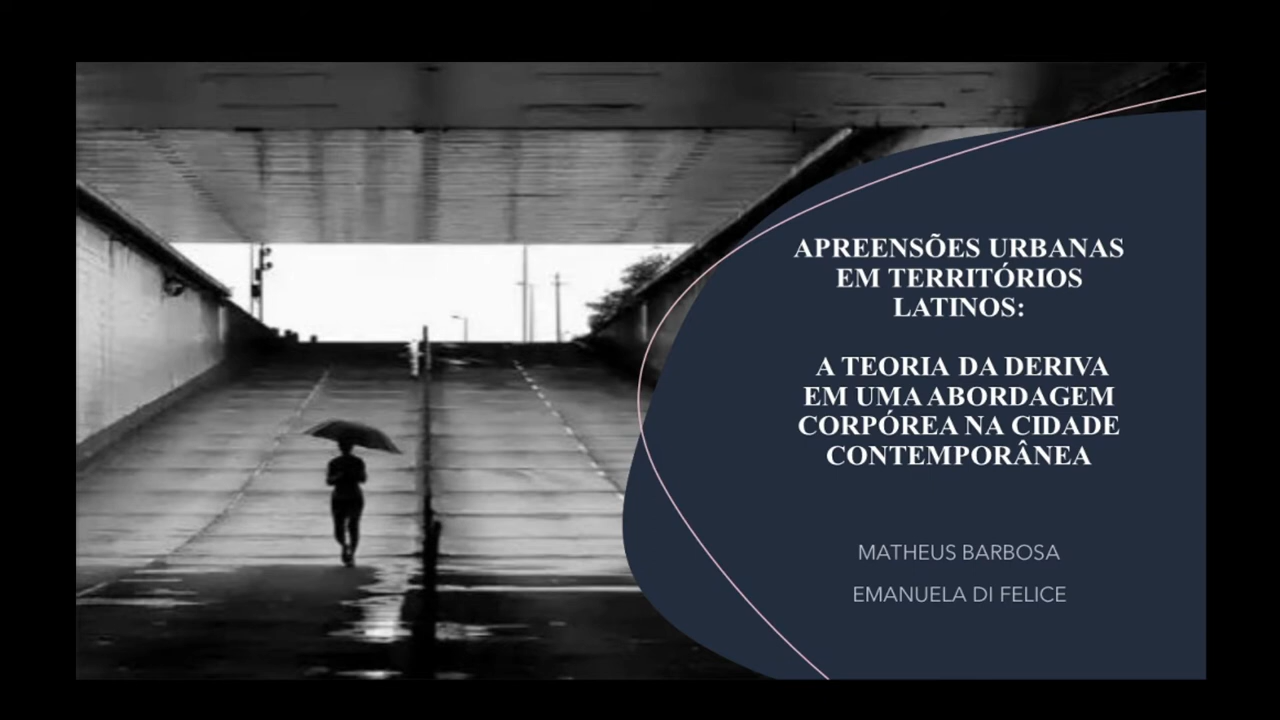 APREENSÕES URBANAS
EM TERRITÓRIOS
LATINOS:
A TEORIA DA DERIVA
EM UMA ABORDAGEM
CORPÓREA NA CIDADE
CONTEMPORÂNEA
MATHEUS BARBOSA
EMANUELA DI FELICE